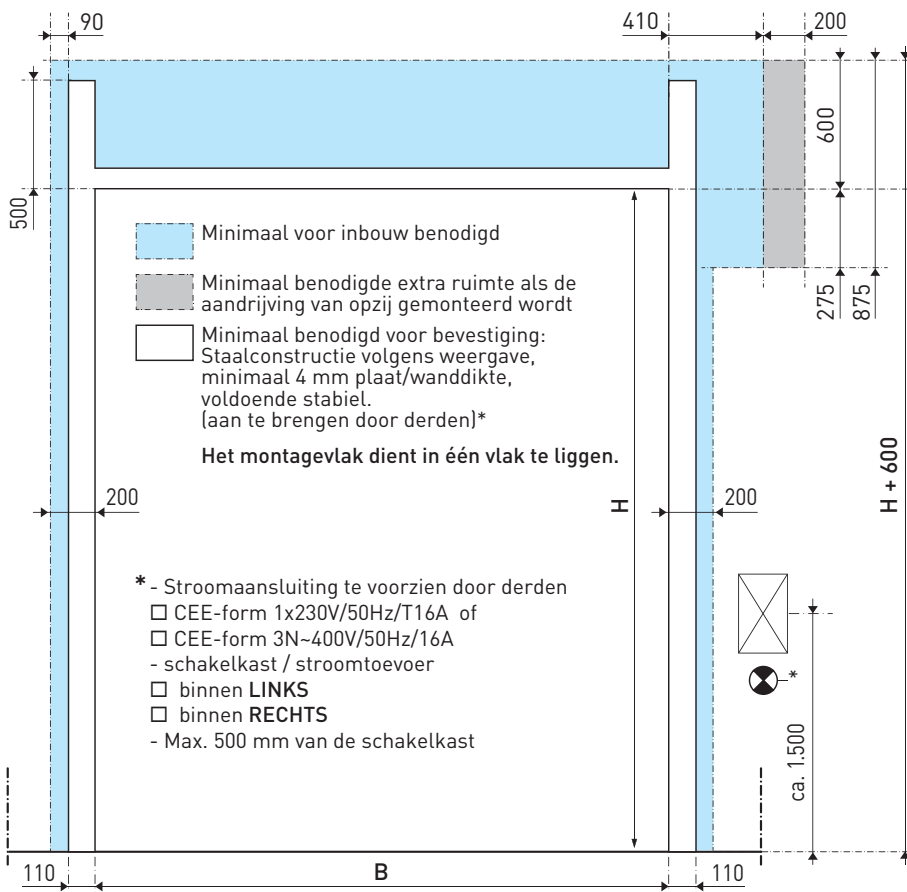 90
410
200
600
500
Minimaal voor inbouw benodigd
Minimaal benodigde extra ruimte als de
aandrijving van opzij gemonteerd wordt
275
875
Minimaal benodigd voor bevestiging:
Staalconstructie volgens weergave,
minimaal 4 mm plaat/wanddikte,
voldoende stabiel.
(aan te brengen door derden)*
Het montagevlak dient in één vlak te liggen.
H + 600
200
H
200
* - Stroomaansluiting te voorzien door derden
☐ CEE-form 1x230V/50Hz/T16A of
☐ CEE-form 3N~400V/50Hz/16A
- schakelkast / stroomtoevoer
☐ binnen LINKS
☐ binnen RECHTS
- Max. 500 mm van de schakelkast
*
ca. 1.500
110
B
110